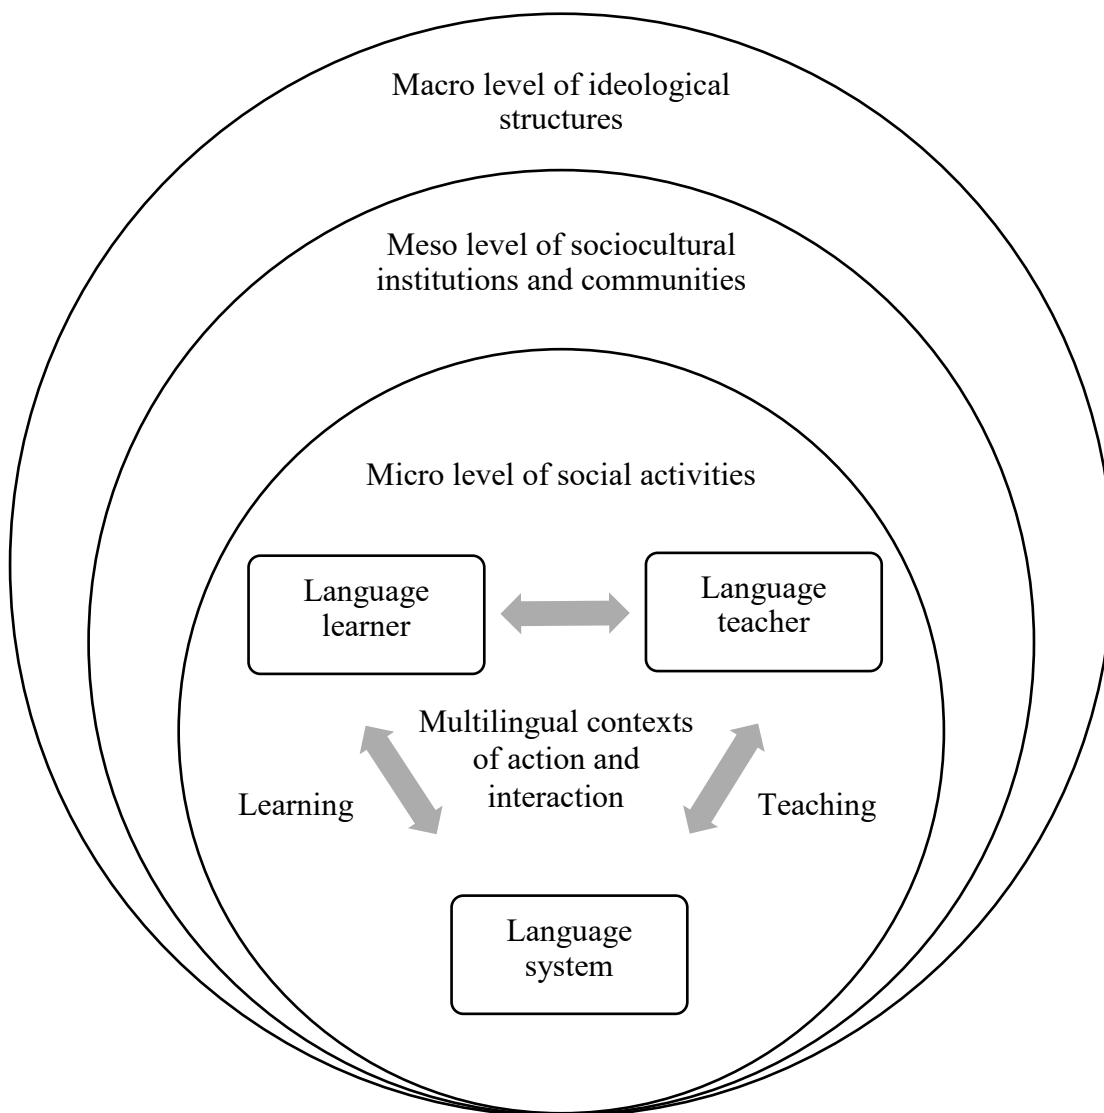 Macro level of ideological
structures
Meso level of sociocultural
institutions and communities
Micro level of social activities
Language
learner
Language
teacher
Multilingual contexts
of action and
interaction
Learning
Teaching
Language
system